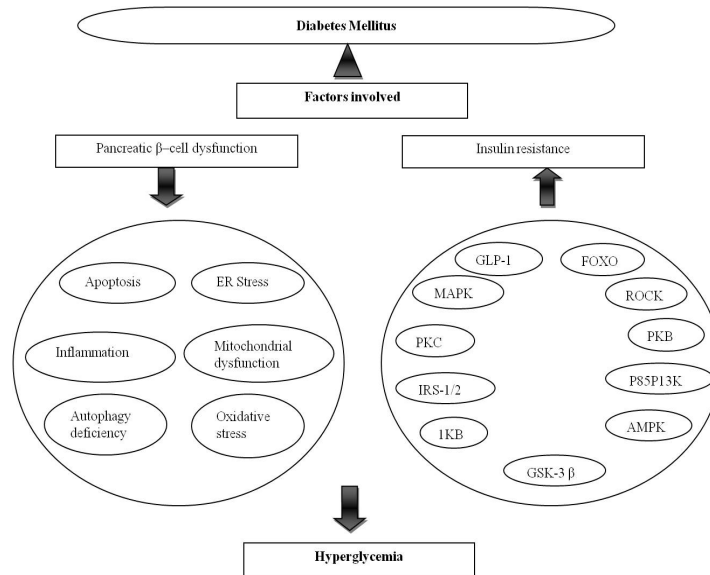 Diabetes Mellitus
Factors involved
Pancreatic β–cell dysfunction
Insulin resistance
Apoptosis
ER Stress
Inflammation
Mitochondrial
dysfunction
Autophagy
deficiency
Oxidative
stress
GLP-1
FOXO
MAPK
ROCK
PKC
PKB
IRS-1/2
P85P13K
1KB
AMPK
GSK-3 β
Hyperglycemia